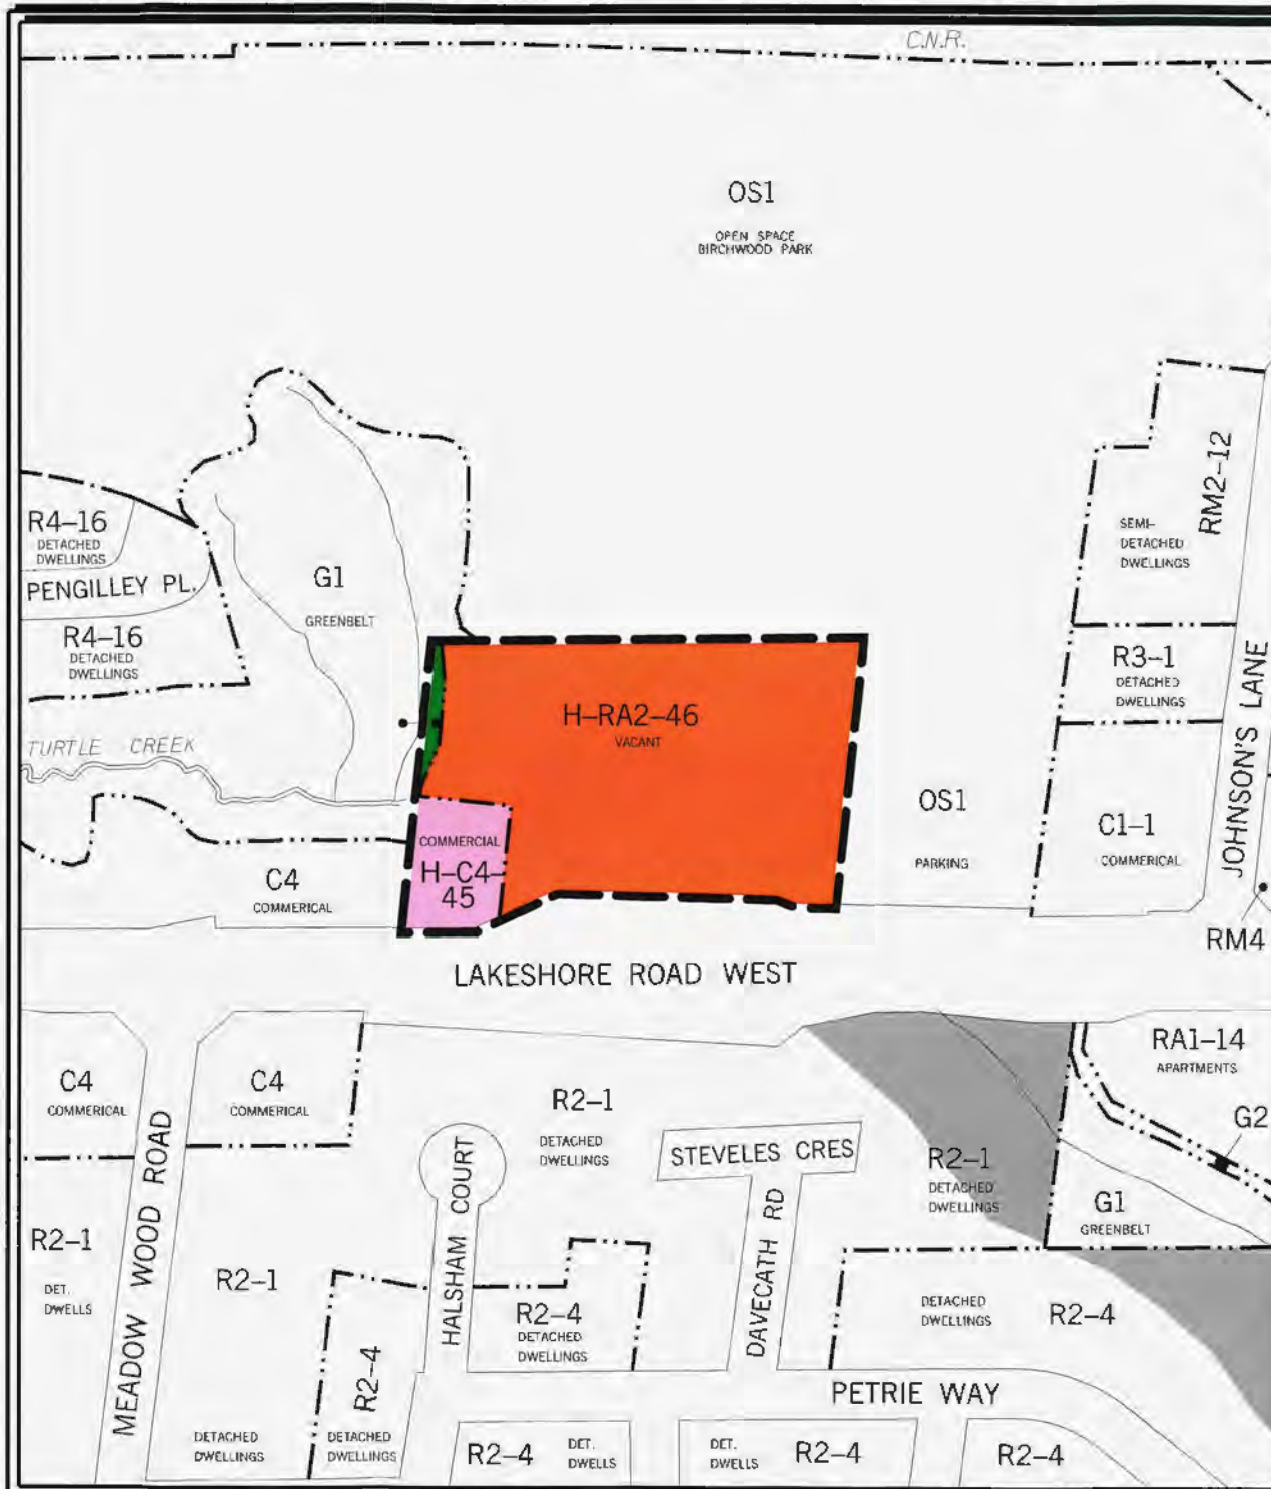 C.N.R.
OS1
OPEN SPACE
BIRCHWOOD PARK
RM2-12
SEMI-
DETACHED
DWELLINGS
R4-16
DETACHED
DWELLINGS
PENGILLEY PL.
R4-16
DETACHED
DWELLINGS
G1
GREENBELT
TURTLE CREEK
H-RA2-46
VACANT
R3-1
DETACHED
DWELLINGS
JOHNSON'S LANE
OS1
PARKING
C1-1
COMMERICAL
COMMERCIAL
H-C4-
45
C4
COMMERICAL
RM4
LAKESHORE ROAD WEST
C4
COMMERICAL
C4
COMMERICAL
MEADOW WOOD ROAD
R2-1
DETACHED
DWELLINGS
RA1-14
APARTMENTS
G2
HALSHAM COURT
STEVELES CRES
DAVECATH RD
R2-1
DETACHED
DWELLINGS
G1
GREENBELT
R2-1
DET.
DWELLS
R2-1
DETACHED
DWELLINGS
R2-4
DETACHED
DWELLINGS
R2-4
DETACHED
DWELLINGS
DETACHED
DWELLINGS
R2-4
PETRIE WAY
R2-4
DET.
DWELLS
DET.
DWELLS
R2-4
R2-4